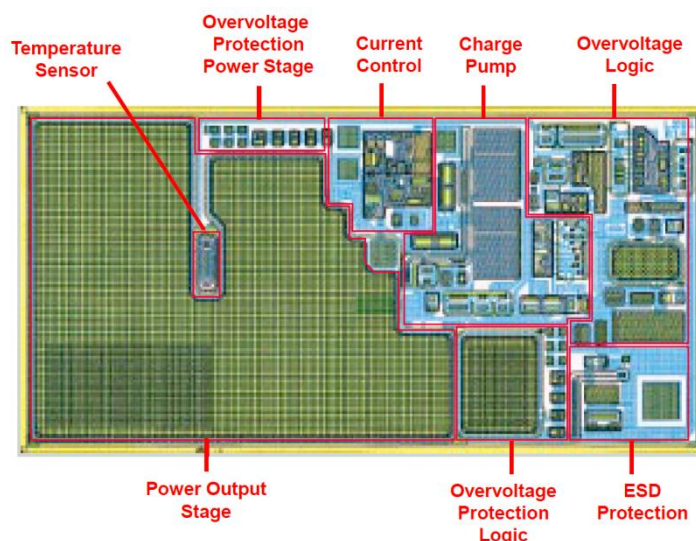 Temperature
Sensor
Overvoltage
Protection
Power Stage
Current
Control
Charge
Pump
Overvoltage
Logic
Power Output
Stage
Overvoltage
Protection
Logic
ESD
Protection